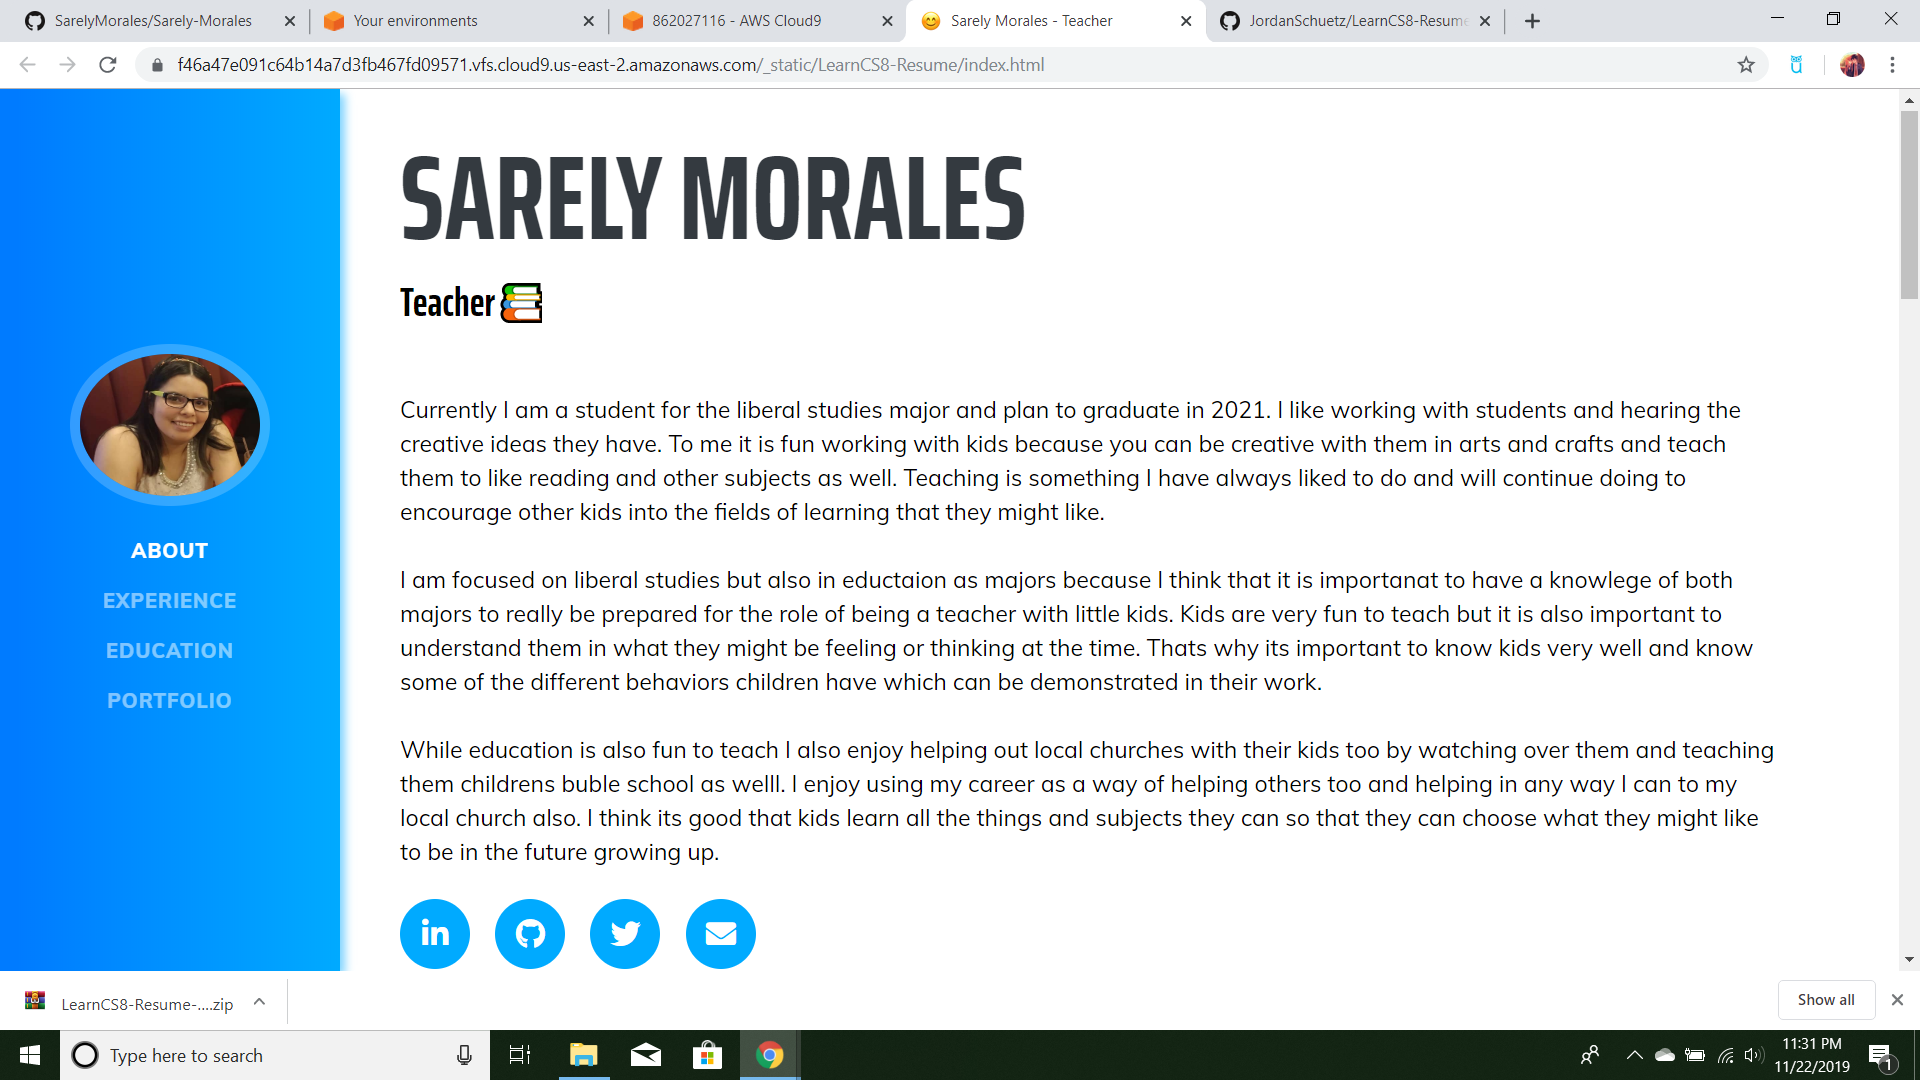 SarelyMorales/Sarely-Morales
Your environments
862027116 - AWS Cloud9
Sarely Morales - Teacher
JordanSchuetz/LearnCS8-Resume
f46a47e091c64b14a7d3fb467fd09571.vfs.cloud9.us-east-2.amazonaws.com/_static/LearnCS8-Resume/index.html
SARELY MORALES
Teacher
Currently I am a student for the liberal studies major and plan to graduate in 2021. I like working with students and hearing the
creative ideas they have. To me it is fun working with kids because you can be creative with them in arts and crafts and teach
them to like reading and other subjects as well. Teaching is something I have always liked to do and will continue doing to
encourage other kids into the fields of learning that they might like.
ABOUT
EXPERIENCE
EDUCATION
PORTFOLIO
I am focused on liberal studies but also in eductaion as majors because I think that it is importanat to have a knowlege of both
majors to really be prepared for the role of being a teacher with little kids. Kids are very fun to teach but it is also important to
understand them in what they might be feeling or thinking at the time. Thats why its important to know kids very well and know
some of the different behaviors children have which can be demonstrated in their work.
While education is also fun to teach I also enjoy helping out local churches with their kids too by watching over them and teaching
them childrens buble school as welll. I enjoy using my career as a way of helping others too and helping in any way I can to my
local church also. I think its good that kids learn all the things and subjects they can so that they can choose what they might like
to be in the future growing up.
in
LearnCS8-Resume-....zip
Show all
Type here to search
11:31 PM
11/22/2019
1